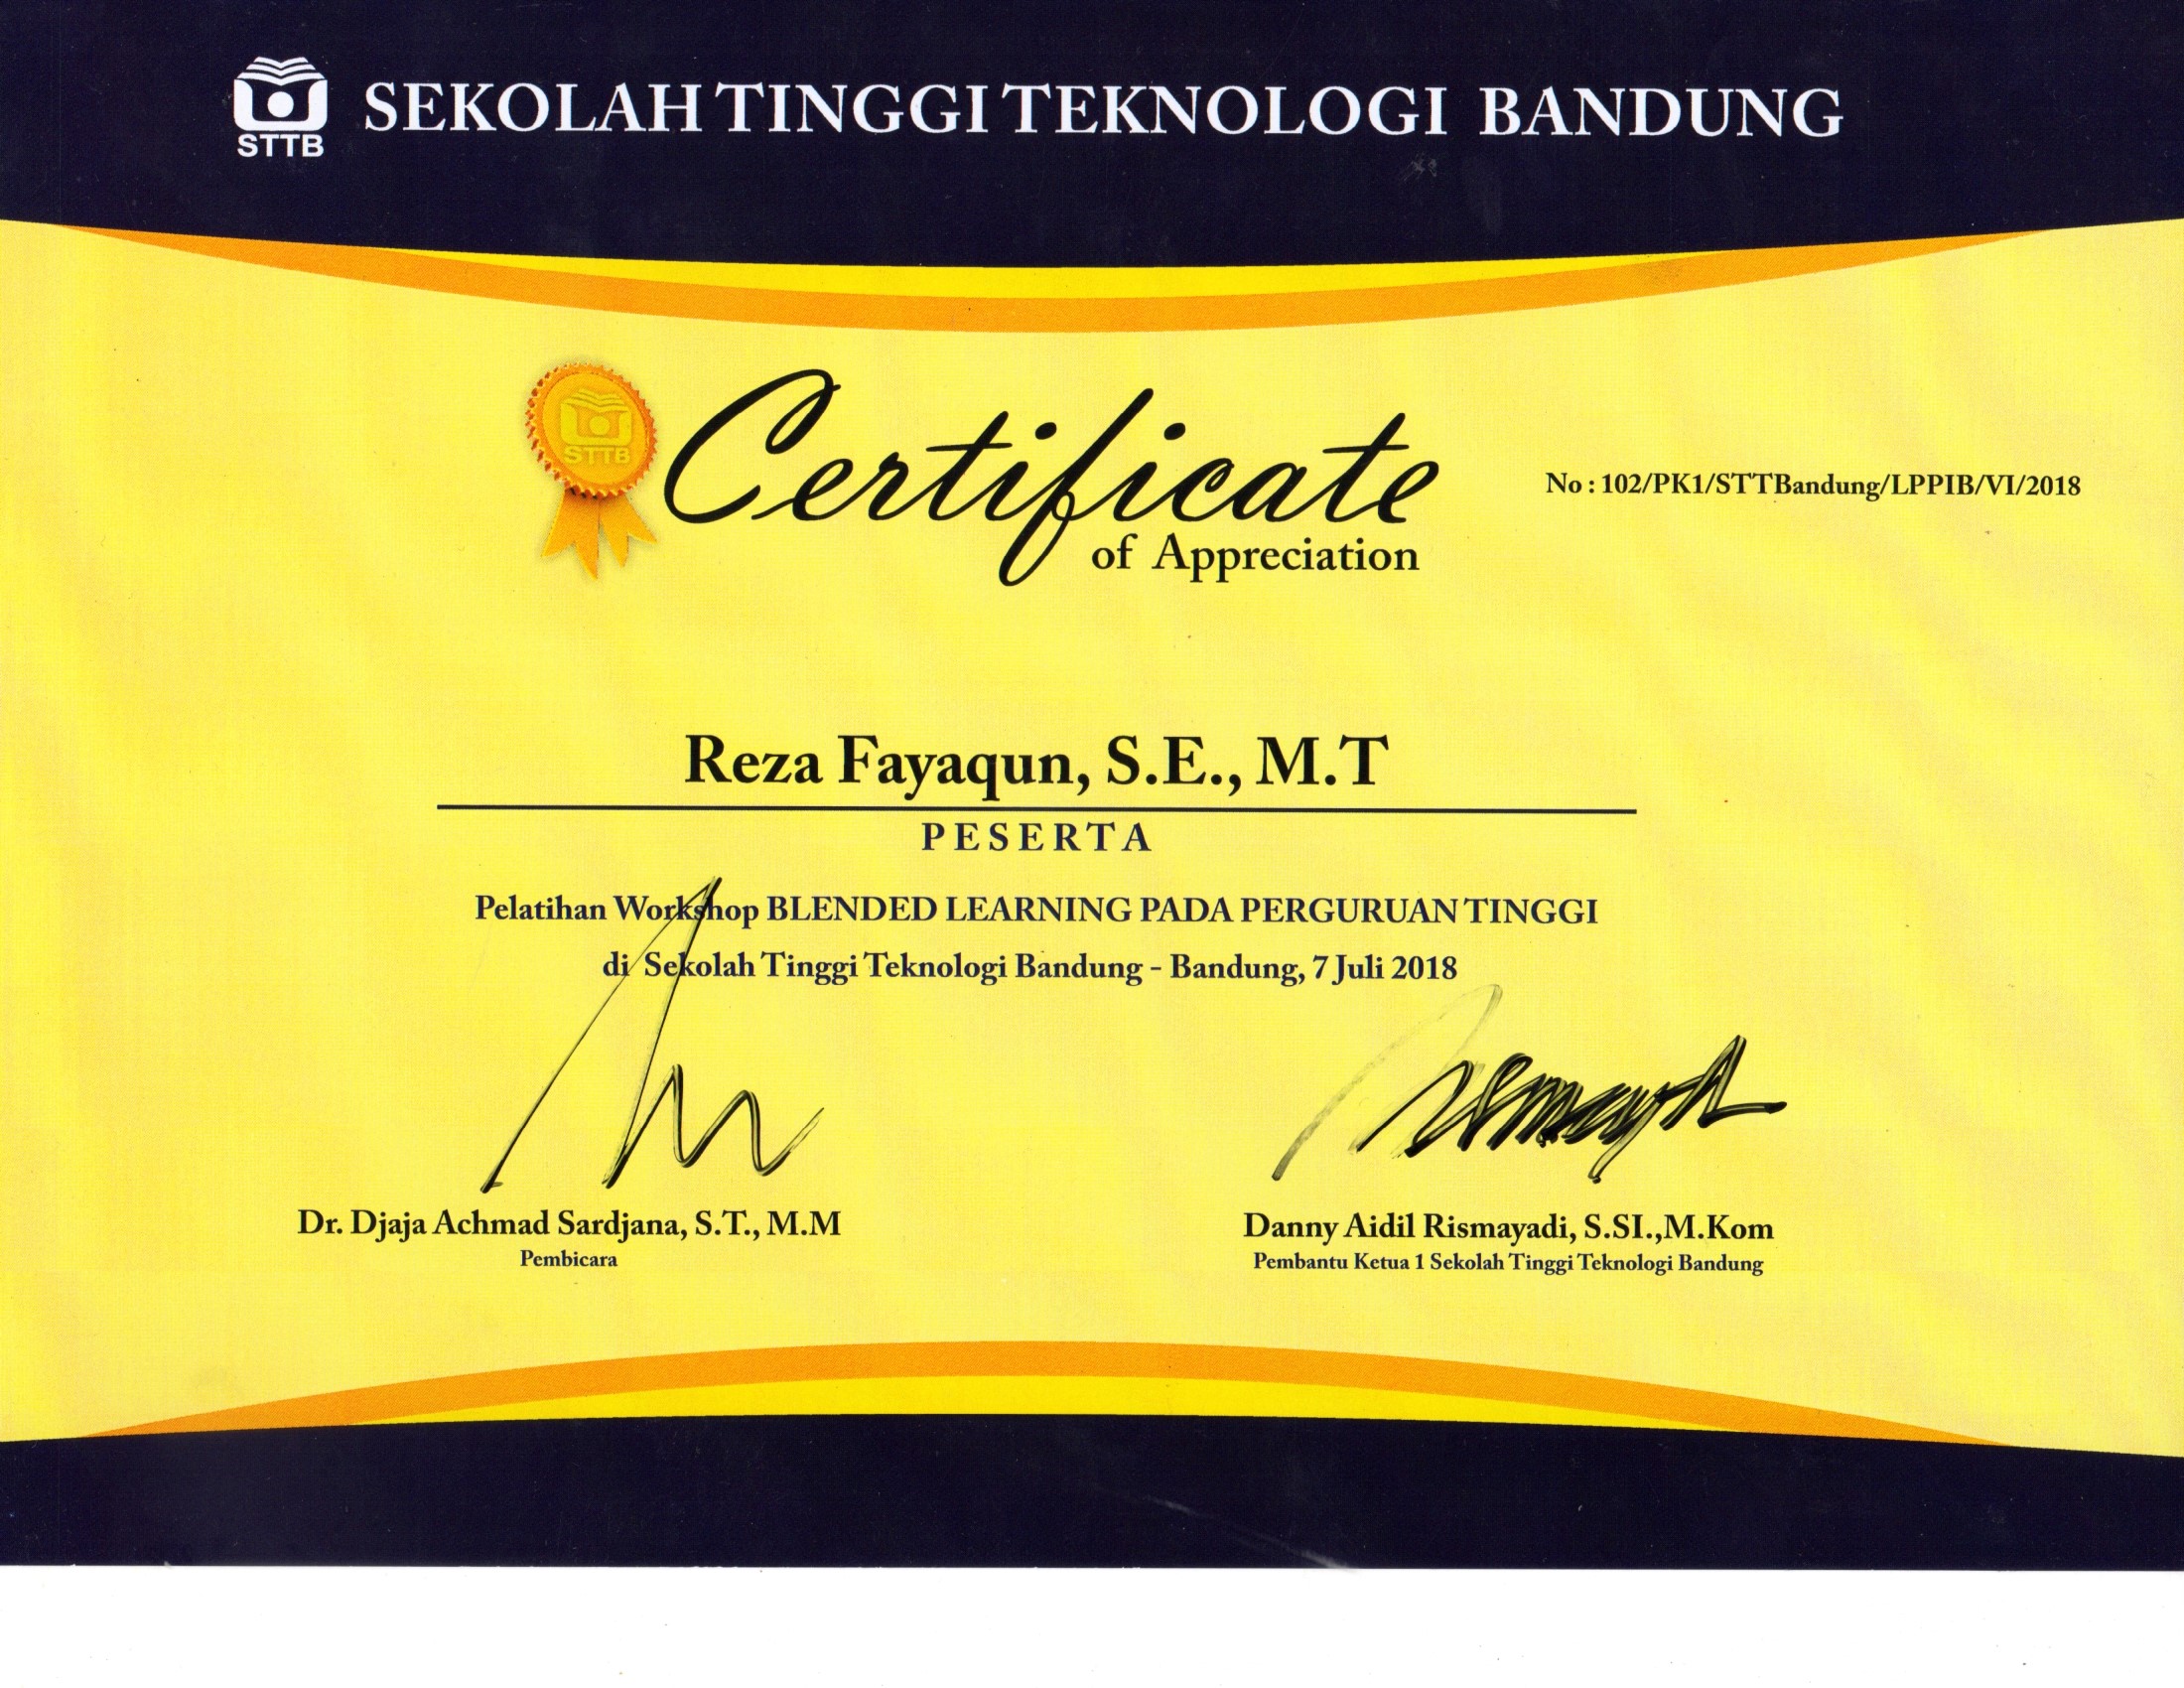 STTB
SEKOLAH TINGGI TEKNOLOGI BANDUNG
STTB
Certificate
of Appreciation
No : 102/PK1/STTBandung/LPPIB/VI/2018
Reza Fayaqun, S.E., M.T
PESERTA
Pelatihan Workshop BLENDED LEARNING PADA PERGURUAN TINGGI
di Sekolah Tinggi Teknologi Bandung - Bandung, 7 Juli 2018
Dr. Djaja Achmad Sardjana, S.T., M.M
Pembicara
Danny Aidil Rismayadi, S.SI.,M.Kom
Pembantu Ketua 1 Sekolah Tinggi Teknologi Bandung